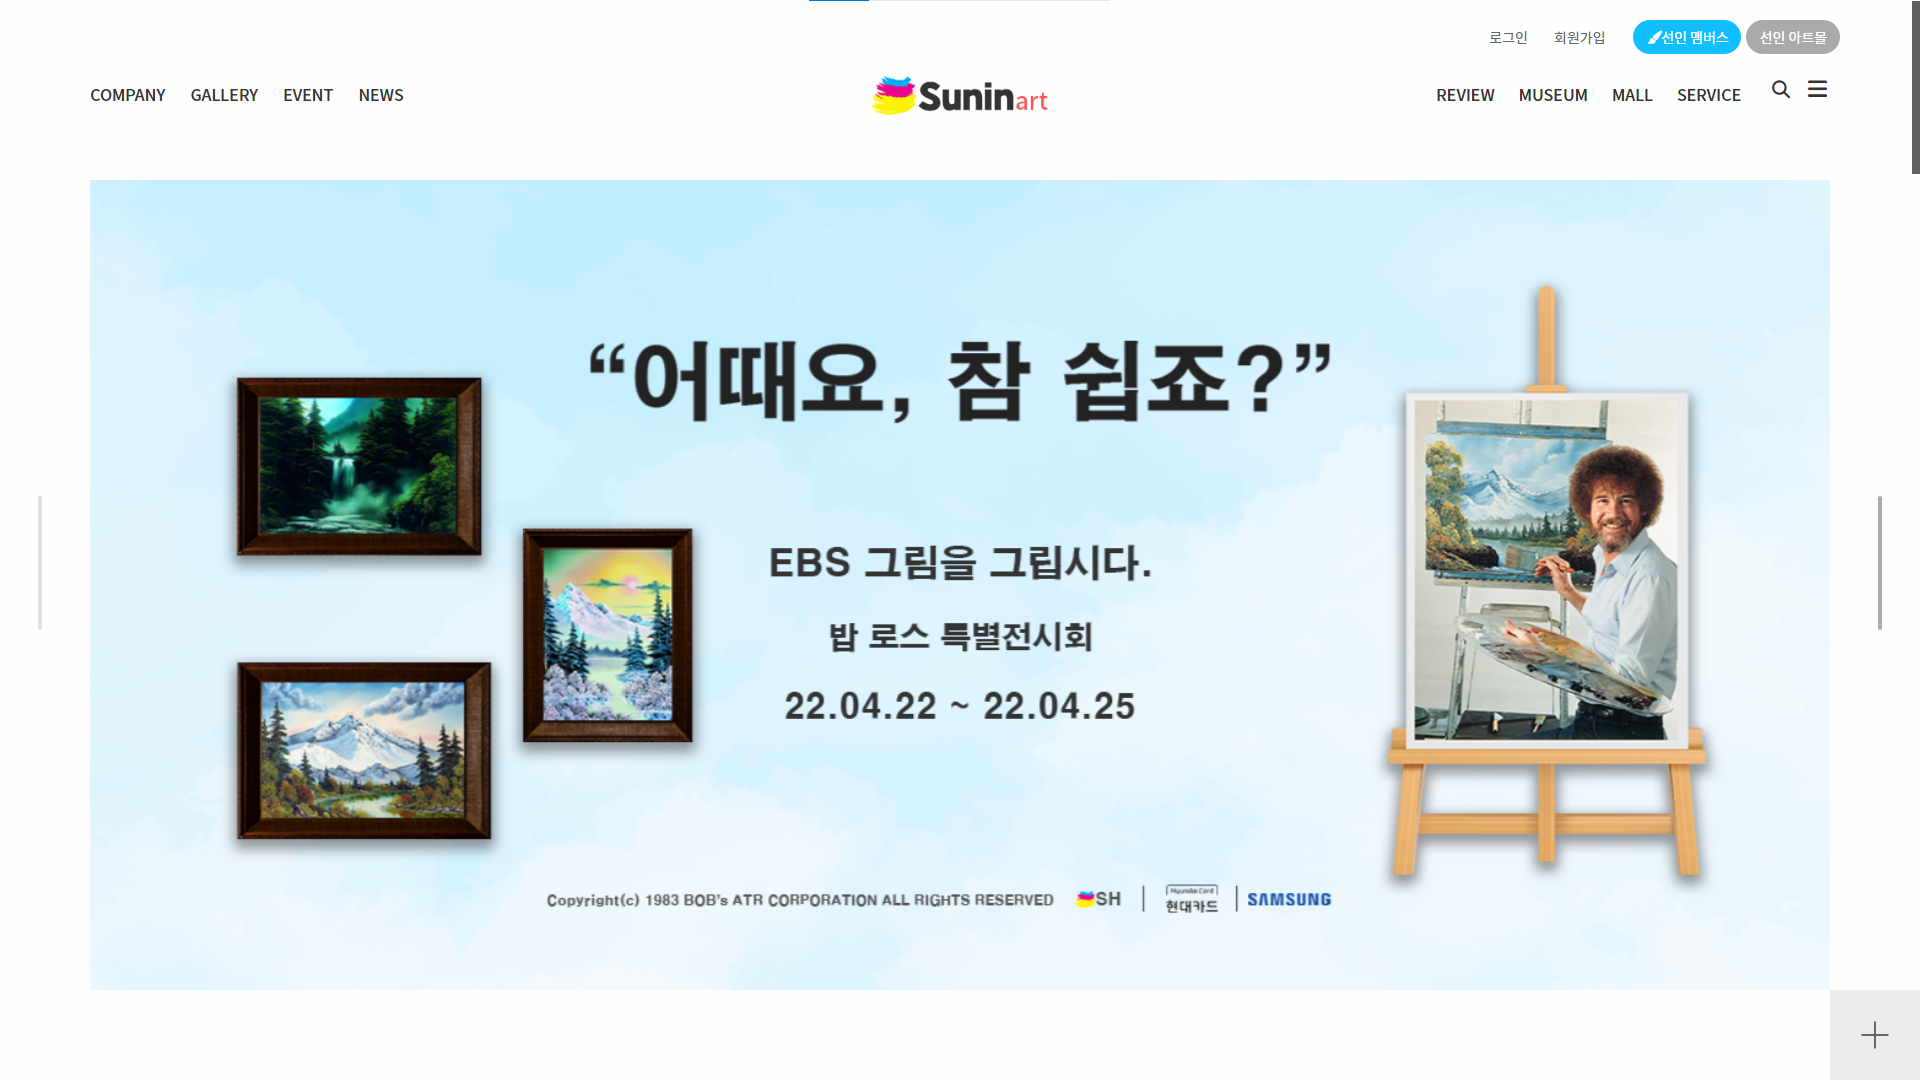 로그인 회원가입 선인 맴버스 선인 아트몰
COMPANY GALLERY EVENT NEWS Suninart REVIEW MUSEUM MALL SERVICE
“어때요, 참 쉽죠?”
EBS 그림을 그립시다.
밥 로스 특별전시회
22.04.22 ~ 22.04.25
Copyright(c) 1983 BOB's ATR CORPORATION ALL RIGHTS RESERVED SH Hyundai Card 현대카드 SAMSUNG